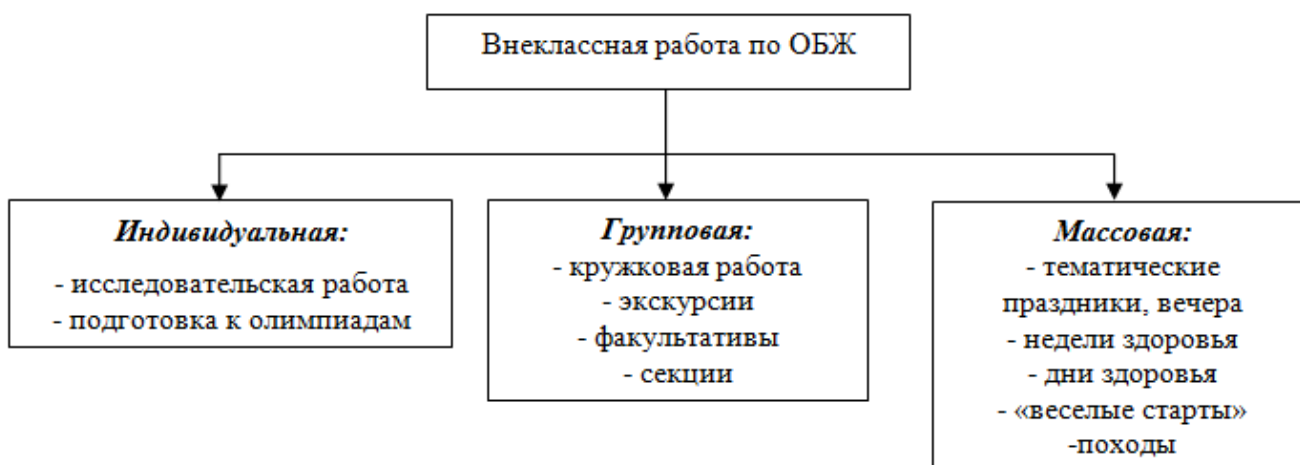 Внеклассная работа по ОБЖ
Индивидуальная:
- исследовательская работа
- подготовка к олимпиадам
Групповая:
- кружковая работа
- экскурсии
- факультативы
- секции
Массовая:
- тематические
праздники, вечера
- недели здоровья
- дни здоровья
- «веселые старты»
-походы